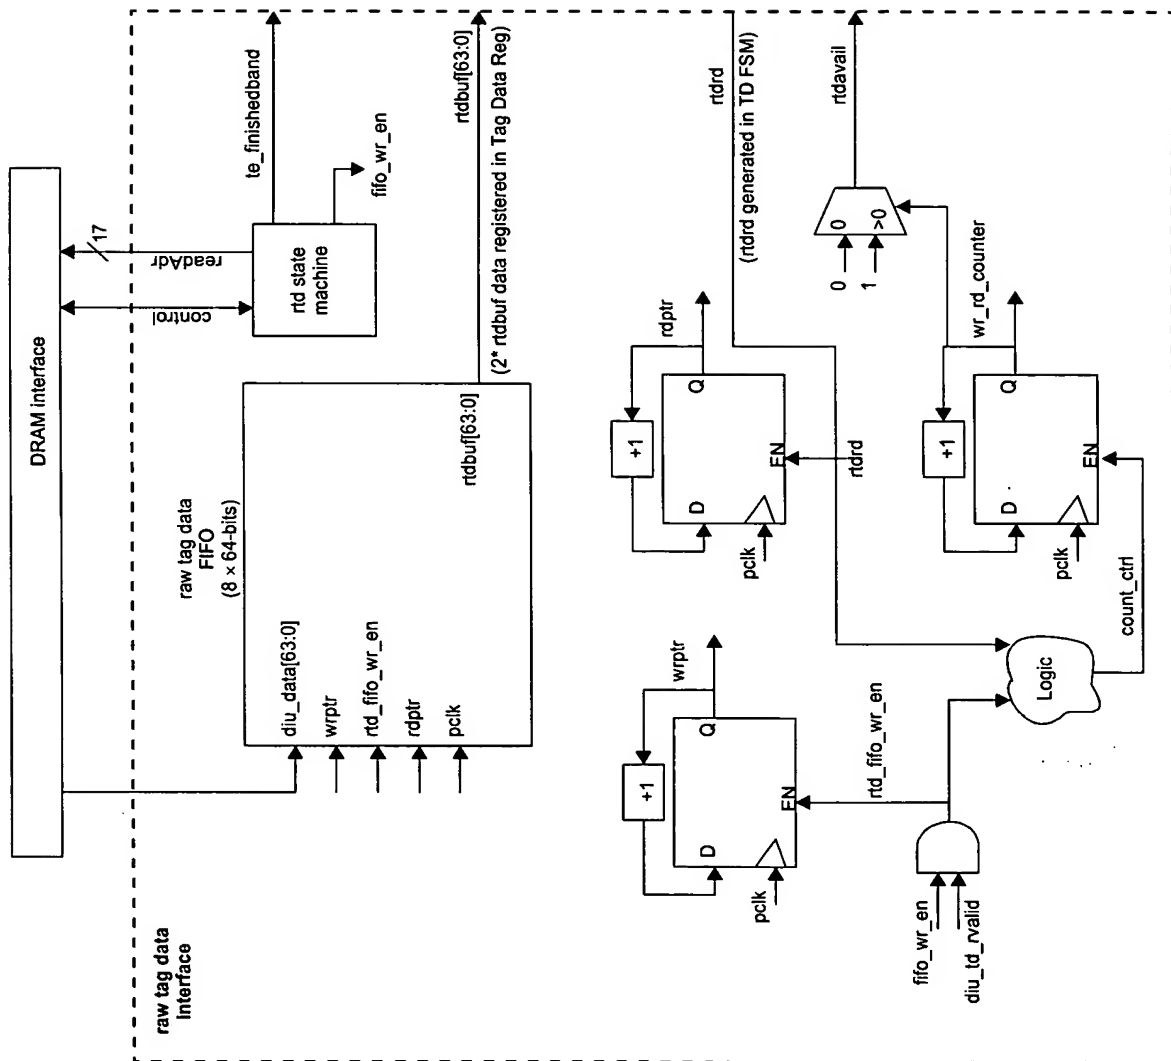 DRAM interface
raw tag data
Interface
control
readAdr
17
rtd state
machine
te_finishedband
fifo_wr_en
raw tag data
FIFO
(8 × 64-bits)
diu_data[63:0]
wrptr
rtd_fifo_wr_en
rdptr
pclk
rtdbuf[63:0]
rtdbuf[63:0]
(2* rtdbuf data registered in Tag Data Reg)
+1
D
Q
EN
pclk
wrptr
rtd_fifo_wr_en
fifo_wr_en
diu_td_rvalid
+1
D
Q
EN
pclk
rdptr
rtdrd
rtdrd
(rtdrd generated in TD FSM)
Logic
count_ctrl
+1
D
Q
EN
pclk
wr_rd_counter
0
1
0
>0
rtdavail